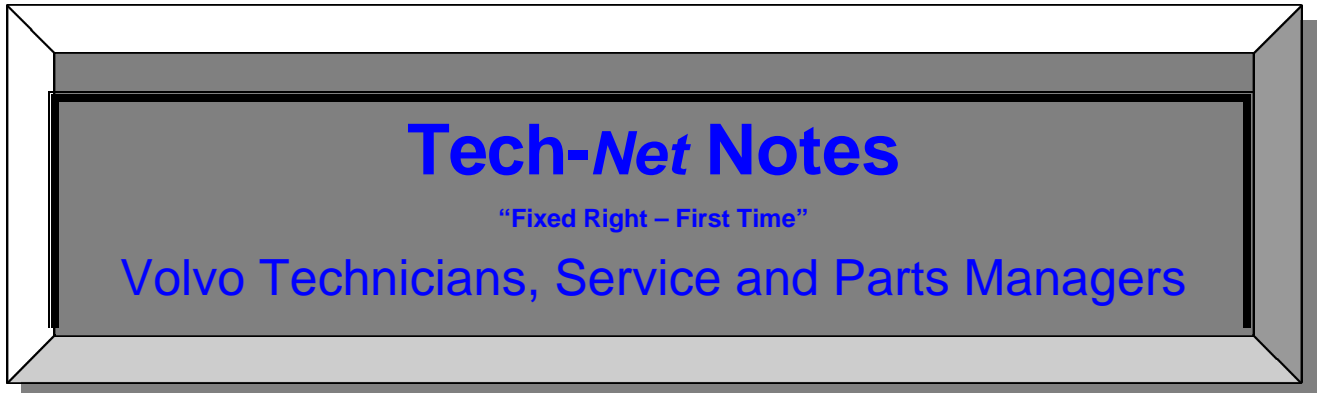 Tech-Net Notes
“Fixed Right – First Time”
Volvo Technicians, Service and Parts Managers